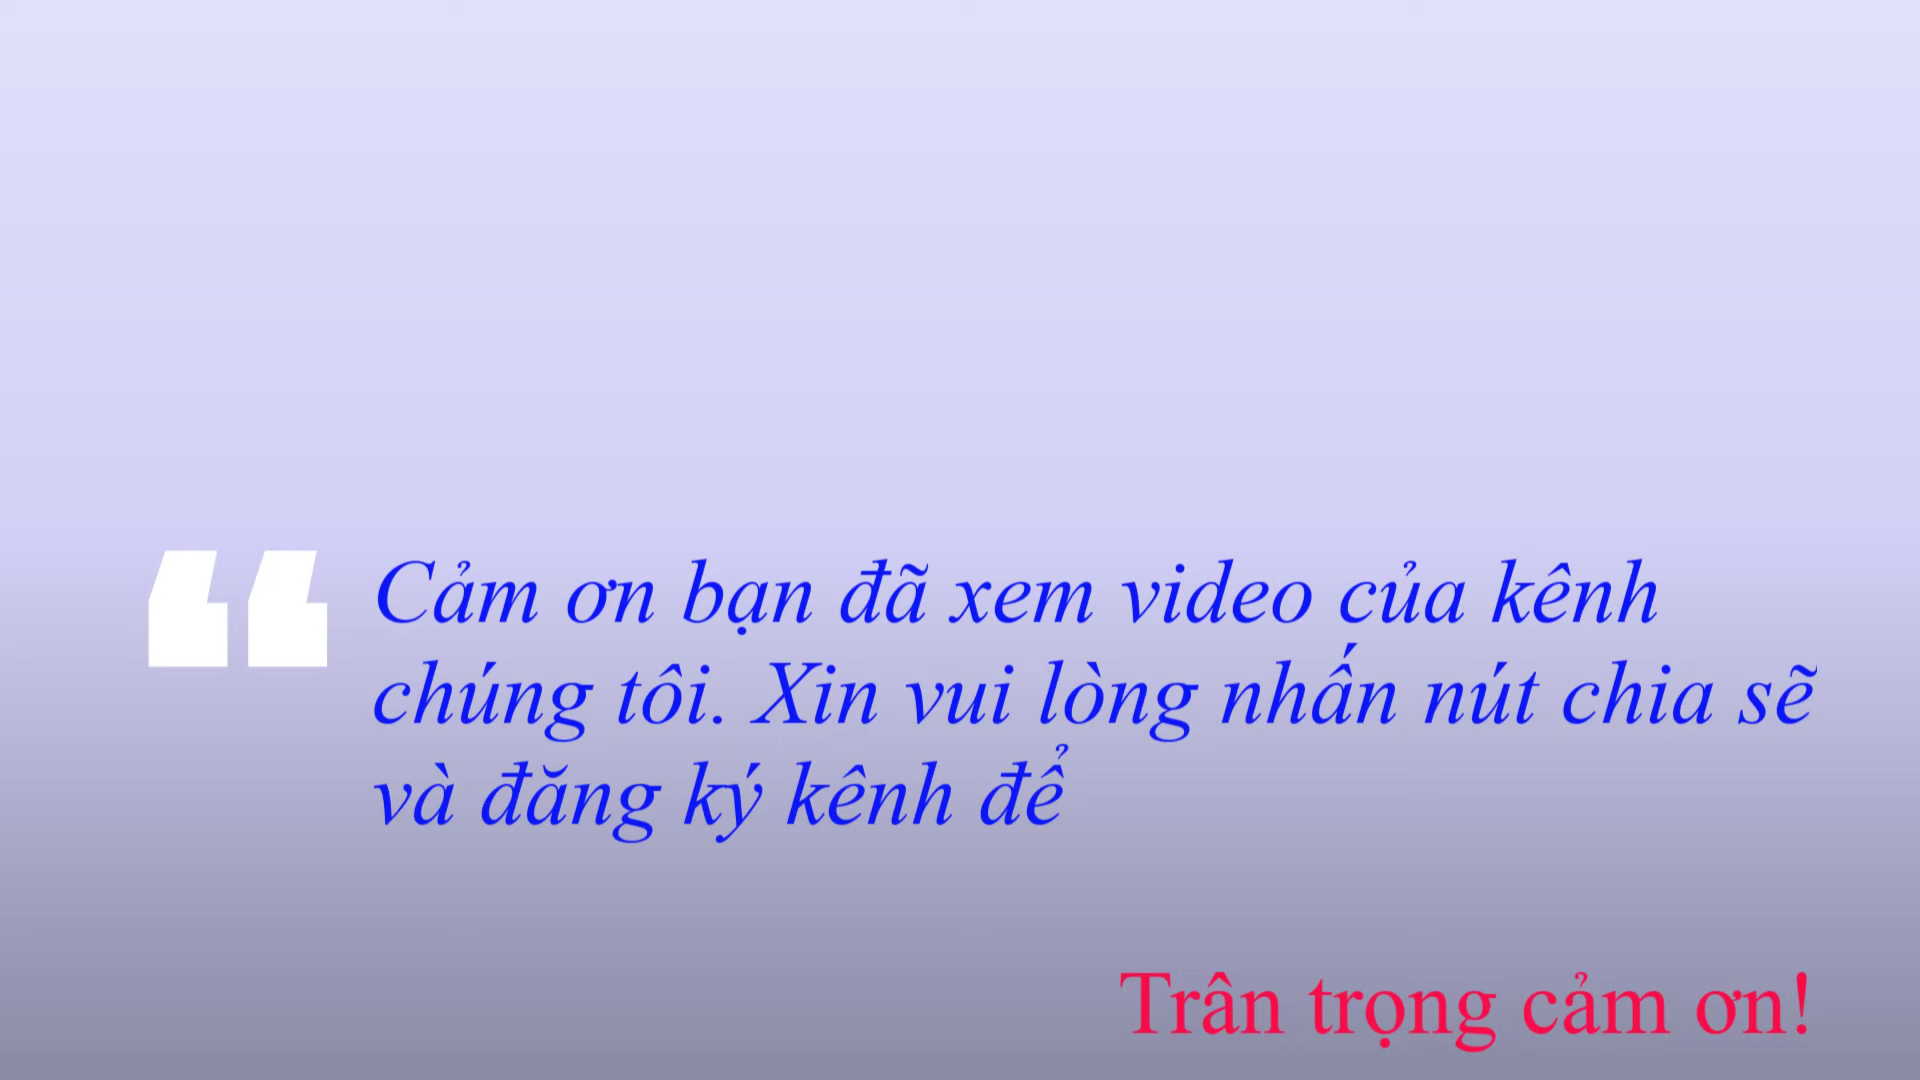 “ Cảm ơn bạn đã xem video của kênh
chúng tôi. Xin vui lòng nhấn nút chia sẽ
và đăng ký kênh để
Trân trọng cảm ơn!